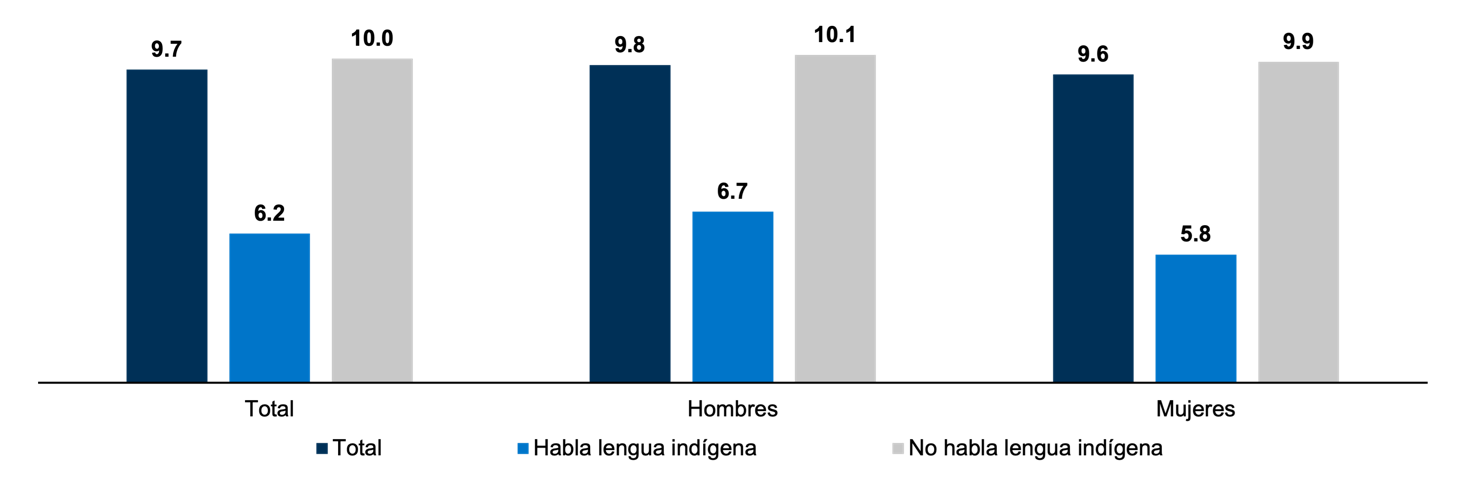 9.7
6.2
10.0
9.8
6.7
10.1
9.6
5.8
9.9
Total
Hombres
Mujeres
Total
Habla lengua indígena
No habla lengua indígena